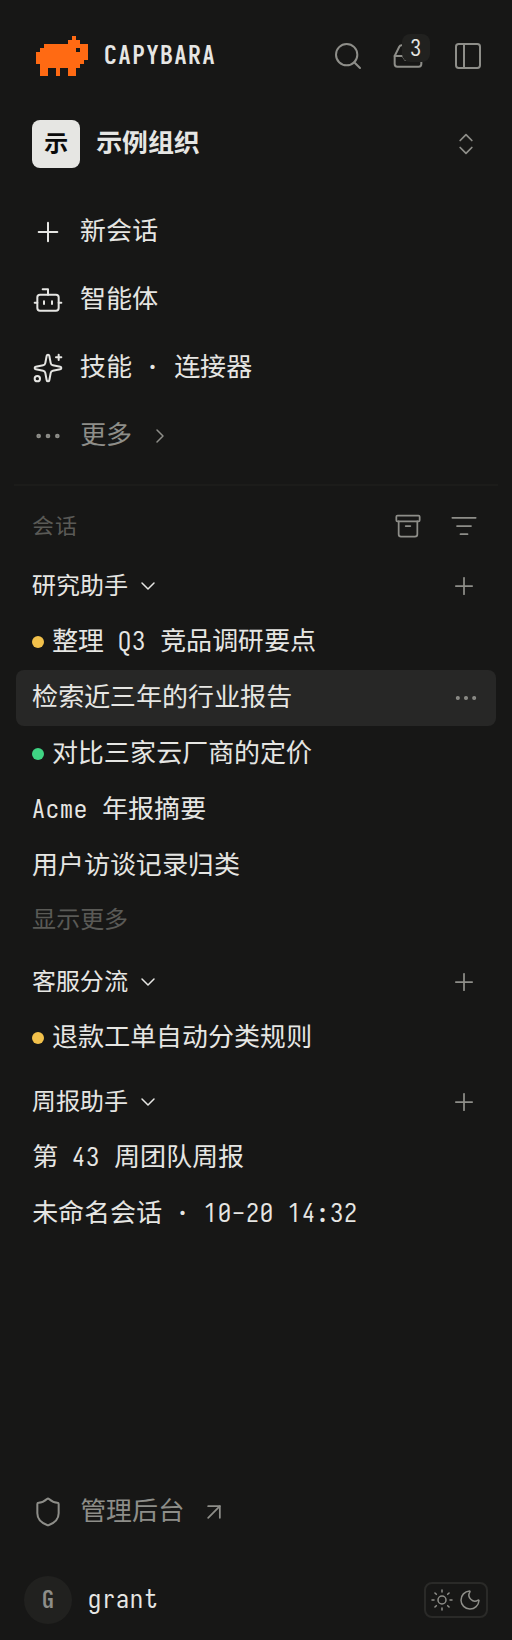 CAPYBARA 3
示 示例组织
新会话
智能体
技能 · 连接器
更多
会话
研究助手
整理 Q3 竞品调研要点
检索近三年的行业报告
对比三家云厂商的定价
Acme 年报摘要
用户访谈记录归类
显示更多
客服分流
退款工单自动分类规则
周报助手
第 43 周团队周报
未命名会话 · 10-20 14:32
管理后台
G grant